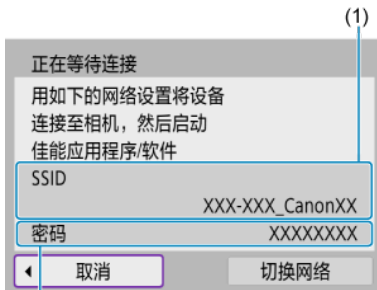 (1)
正在等待连接
用如下的网络设置将设备
连接至相机，然后启动
佳能应用程序/软件
SSID
XXX-XXX_CanonXX
密码 XXXXXXXX
取消 切换网络